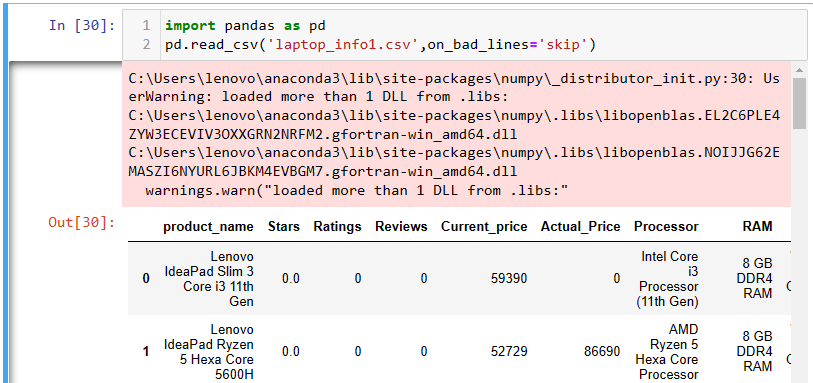 In [30]:
1 import pandas as pd
2 pd.read_csv('laptop_info1.csv',on_bad_lines='skip')
C:\Users\lenovo\anaconda3\lib\site-packages\numpy\_distributor_init.py:30: Us
erWarning: loaded more than 1 DLL from .libs:
C:\Users\lenovo\anaconda3\lib\site-packages\numpy\.libs\libopenblas.EL2C6PLE4
ZYW3ECEVIV3OXXGRN2NRFM2.gfortran-win_amd64.dll
C:\Users\lenovo\anaconda3\lib\site-packages\numpy\.libs\libopenblas.NOIJJG62E
MASZI6NYURL6JBKM4EVBGM7.gfortran-win_amd64.dll
warnings.warn("loaded more than 1 DLL from .libs:"
Out[30]:
product_name Stars Ratings Reviews Current_price Actual_Price Processor RAM
0
Lenovo
IdeaPad Slim 3
Core i3 11th
Gen
0.0 0 0 59390 0
Intel Core
i3
Processor
(11th Gen)
8 GB
DDR4
RAM
1
Lenovo
IdeaPad Ryzen
5 Hexa Core
5600H
0.0 0 0 52729 86690
AMD
Ryzen 5
Hexa Core
Processor
8 GB
DDR4
RAM